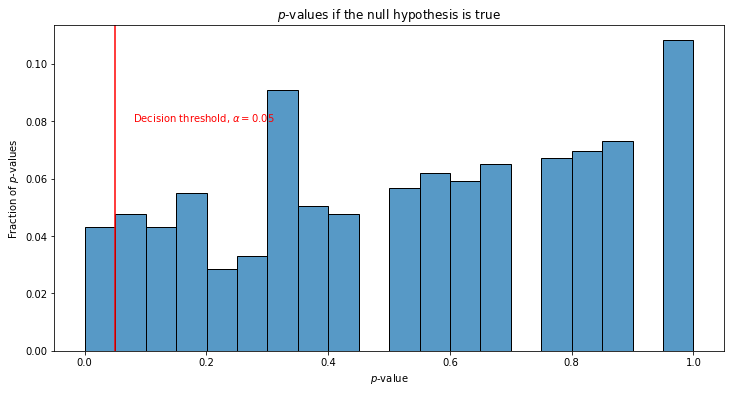 p-values if the null hypothesis is true
Decision threshold, α = 0.05
Fraction of p-values
0.10
0.08
0.06
0.04
0.02
0.00
0.0 0.2 0.4 0.6 0.8 1.0
p-value